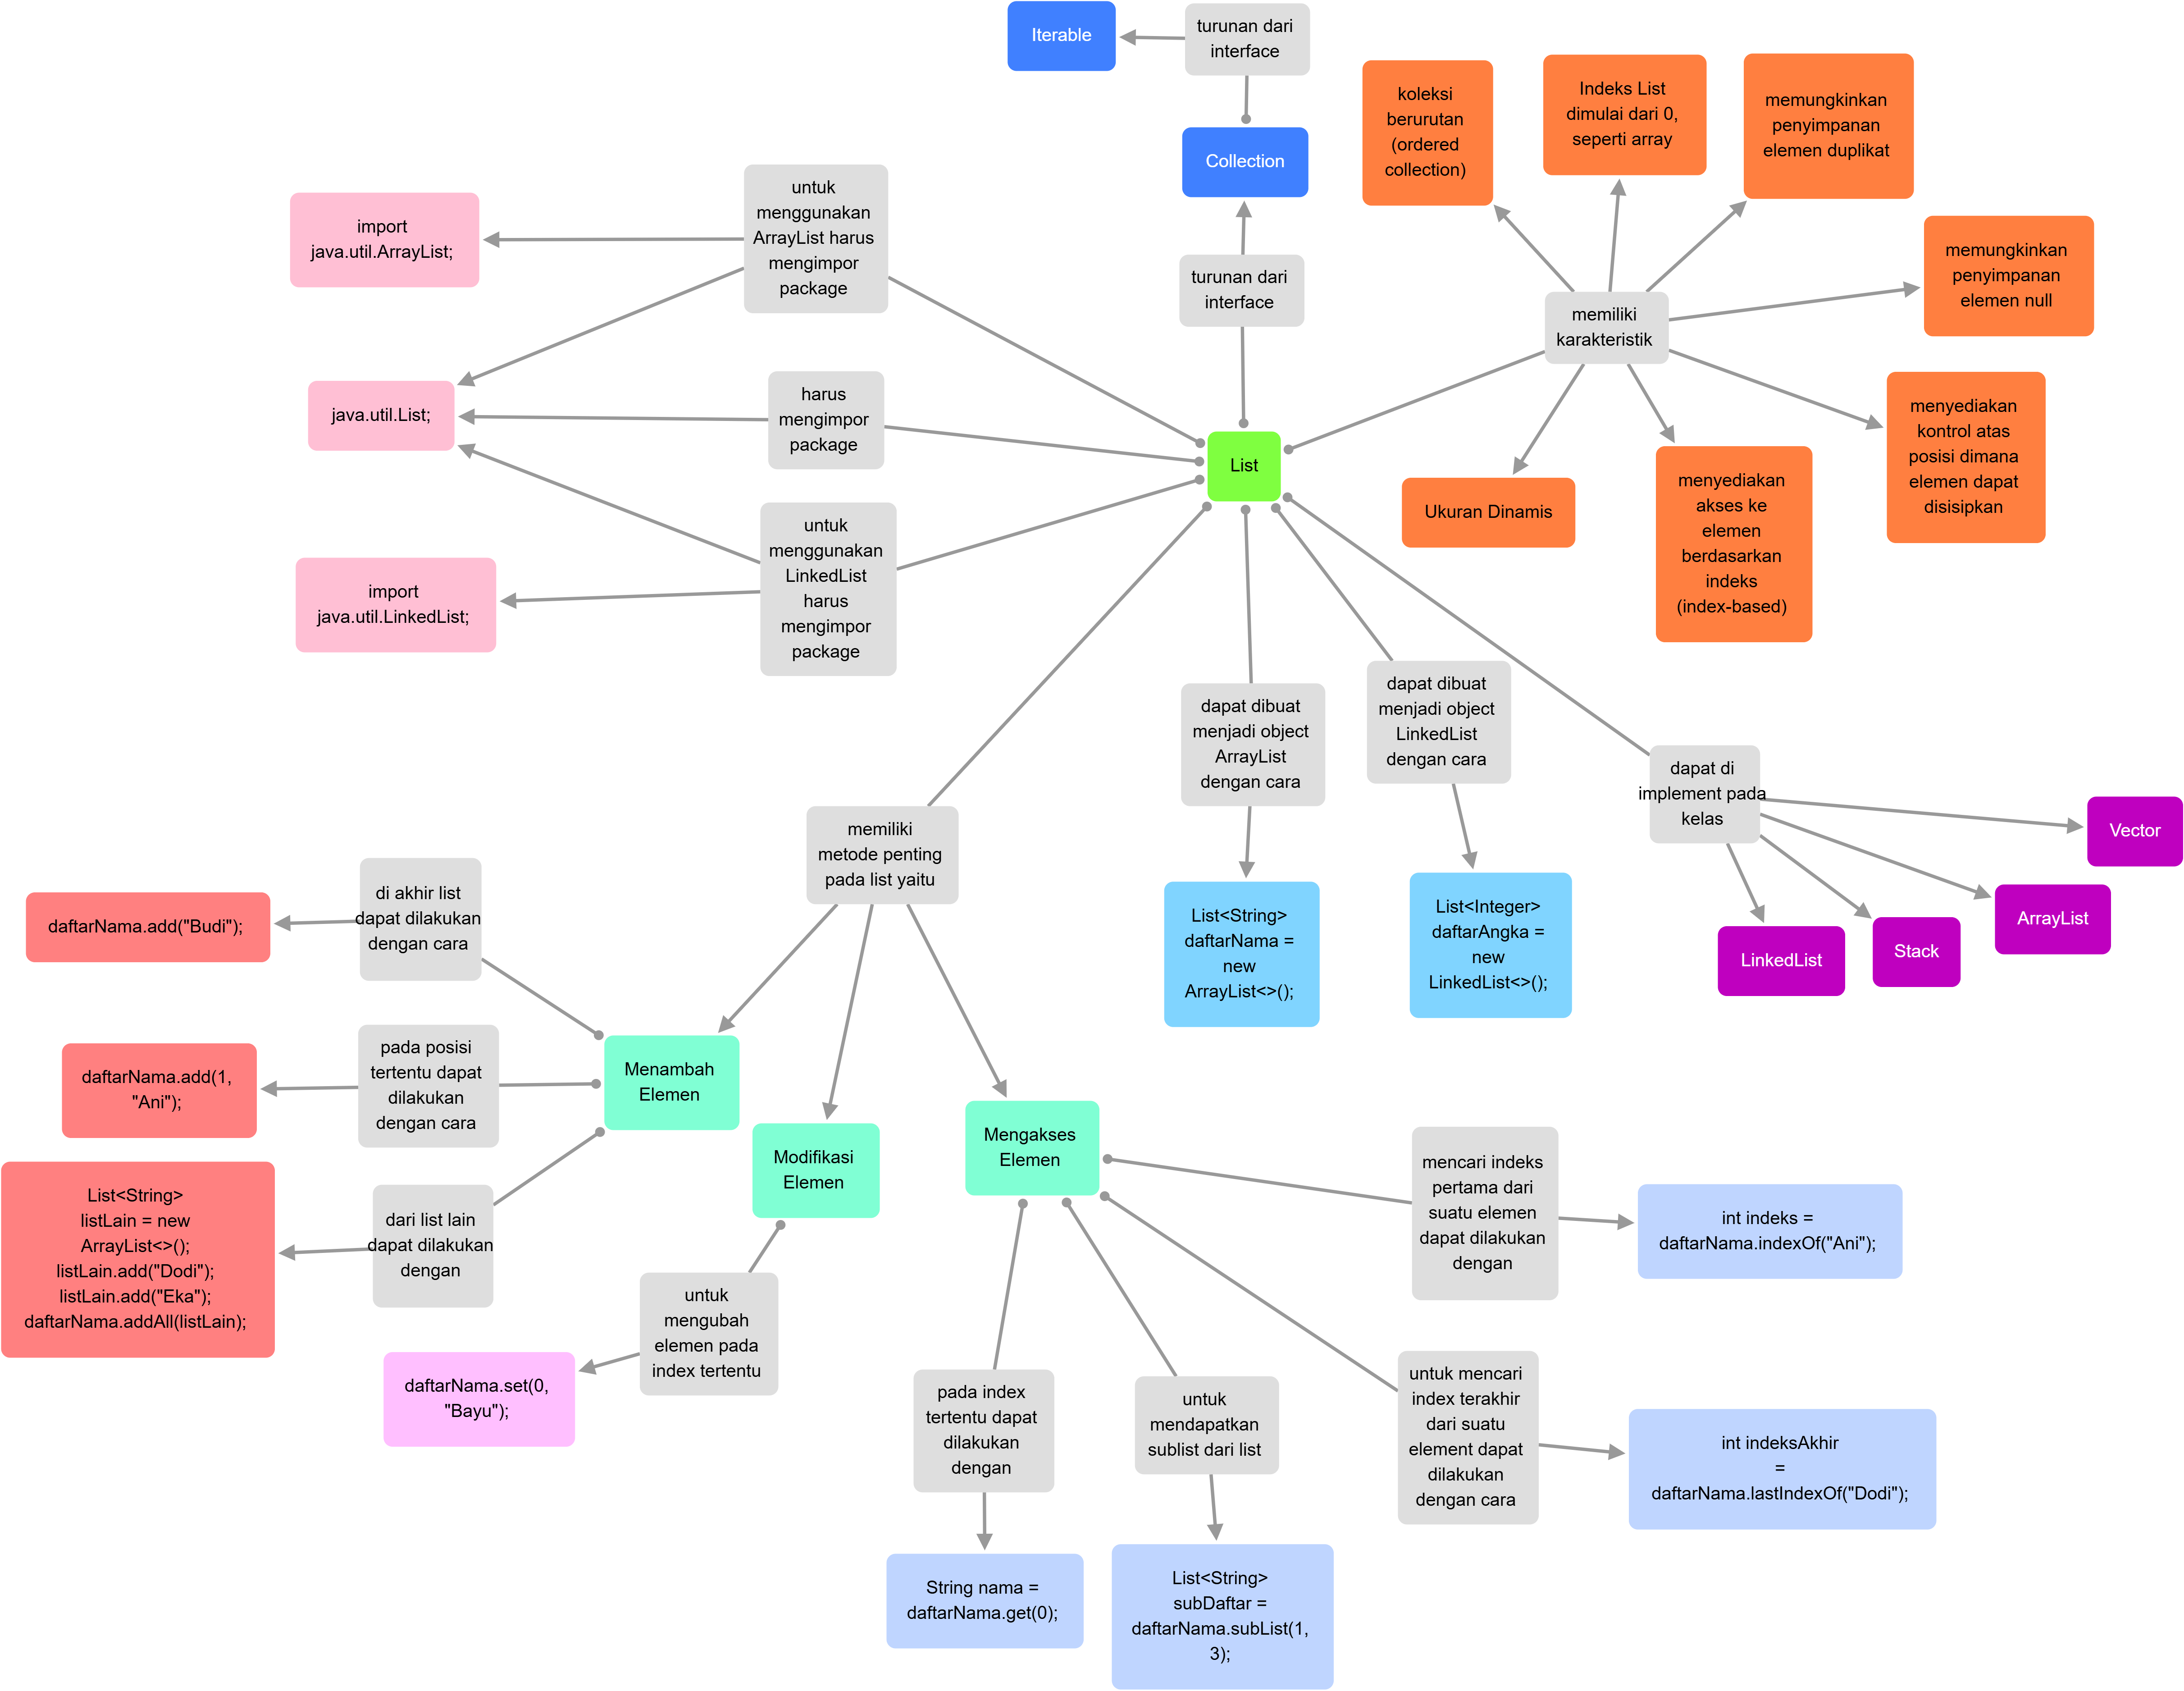 Iterable
turunan dari
interface
Collection
turunan dari
interface
List
koleksi
berurutan
(ordered
collection)
Indeks List
dimulai dari 0,
seperti array
memungkinkan
penyimpanan
elemen duplikat
memungkinkan
penyimpanan
elemen null
memiliki
karakteristik
menyediakan
kontrol atas
posisi dimana
elemen dapat
disisipkan
menyediakan
akses ke
elemen
berdasarkan
indeks
(index-based)
Ukuran Dinamis
untuk
menggunakan
ArrayList harus
mengimpor
package
import
java.util.ArrayList;
harus
mengimpor
package
java.util.List;
untuk
menggunakan
LinkedList
harus
mengimpor
package
import
java.util.LinkedList;
dapat dibuat
menjadi object
ArrayList
dengan cara
List<String>
daftarNama =
new
ArrayList<>();
dapat dibuat
menjadi object
LinkedList
dengan cara
List<Integer>
daftarAngka =
new
LinkedList<>();
dapat di
implement pada
kelas
Vector
ArrayList
Stack
LinkedList
memiliki
metode penting
pada list yaitu
Menambah
Elemen
di akhir list
dapat dilakukan
dengan cara
daftarNama.add("Budi");
pada posisi
tertentu dapat
dilakukan
dengan cara
daftarNama.add(1,
"Ani");
dari list lain
dapat dilakukan
dengan
List<String>
listLain = new
ArrayList<>();
listLain.add("Dodi");
listLain.add("Eka");
daftarNama.addAll(listLain);
Modifikasi
Elemen
untuk
mengubah
elemen pada
index tertentu
daftarNama.set(0,
"Bayu");
Mengakses
Elemen
mencari indeks
pertama dari
suatu elemen
dapat dilakukan
dengan
int indeks =
daftarNama.indexOf("Ani");
untuk mencari
index terakhir
dari suatu
element dapat
dilakukan
dengan cara
int indeksAkhir
=
daftarNama.lastIndexOf("Dodi");
pada index
tertentu dapat
dilakukan
dengan
String nama =
daftarNama.get(0);
untuk
mendapatkan
sublist dari list
List<String>
subDaftar =
daftarNama.subList(1,
3);